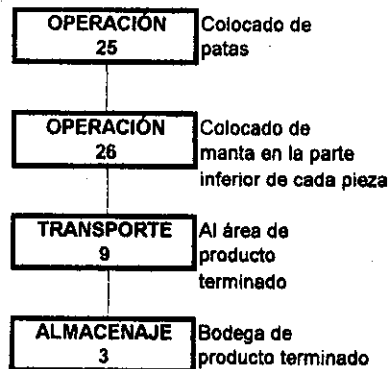 OPERACIÓN Colocado de
25 patas
OPERACIÓN Colocado de
26 manta en la parte
inferior de cada pieza
TRANSPORTE Al área de
9 producto
terminado
ALMACENAJE Bodega de
3 producto terminado